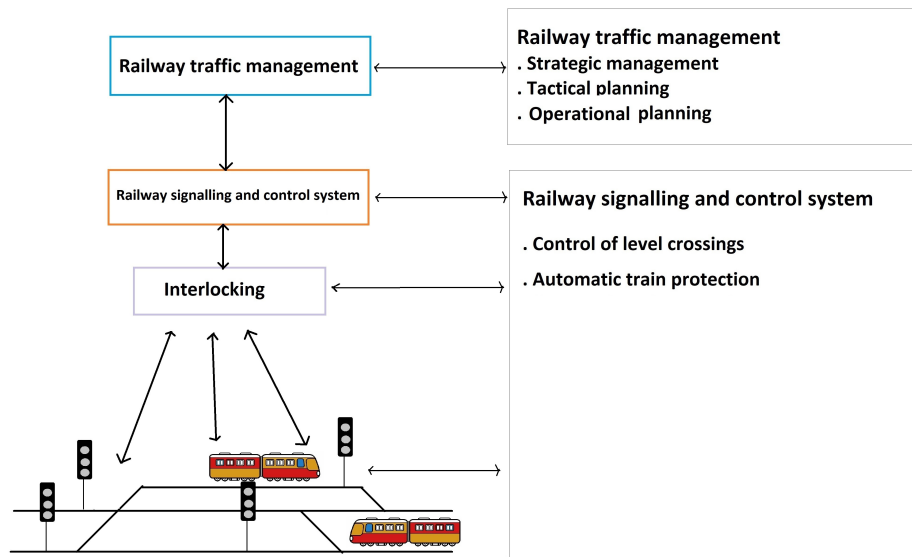 Railway traffic management
Railway traffic management
. Strategic management
. Tactical planning
. Operational planning
Railway signalling and control system
Railway signalling and control system
. Control of level crossings
. Automatic train protection
Interlocking